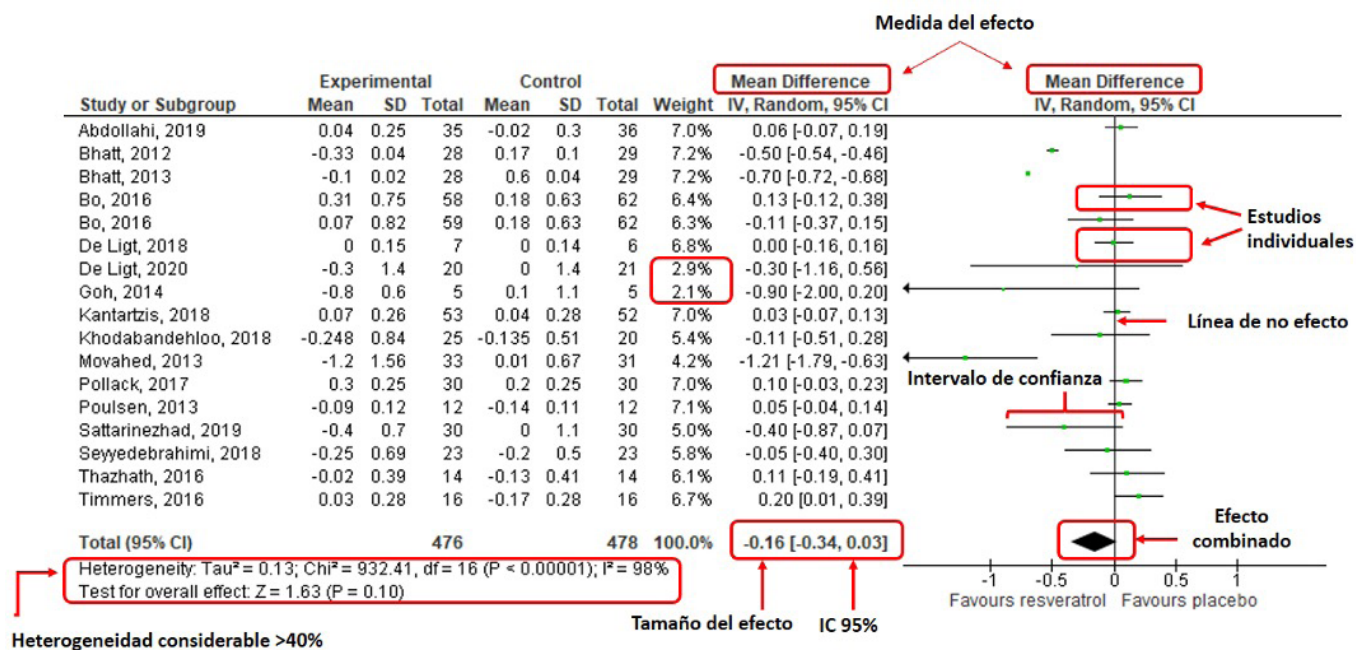 Medida del efecto
Experimental Control Mean Difference Mean Difference
Study or Subgroup Mean SD Total Mean SD Total Weight IV, Random, 95% CI IV, Random, 95% CI
Abdollahi, 2019 0.04 0.25 35 -0.02 0.3 36 7.0% 0.06 [-0.07, 0.19]
Bhatt, 2012 -0.33 0.04 28 0.17 0.1 29 7.2% -0.50 [-0.54, -0.46]
Bhatt, 2013 -0.1 0.02 28 0.6 0.04 29 7.2% -0.70 [-0.72, -0.68]
Bo, 2016 0.31 0.75 58 0.18 0.63 62 6.4% 0.13 [-0.12, 0.38]
Bo, 2016 0.07 0.82 59 0.18 0.63 62 6.3% -0.11 [-0.37, 0.15]
De Ligt, 2018 0 0.15 7 0 0.14 6 6.8% 0.00 [-0.16, 0.16]
De Ligt, 2020 -0.3 1.4 20 0 1.4 21 2.9% -0.30 [-1.16, 0.56]
Goh, 2014 -0.8 0.6 5 0.1 1.1 5 2.1% -0.90 [-2.00, 0.20]
Kantartzis, 2018 0.07 0.26 53 0.04 0.28 52 7.0% 0.03 [-0.07, 0.13]
Khodabandehloo, 2018 -0.248 0.84 25 -0.135 0.51 20 5.4% -0.11 [-0.51, 0.28]
Movahed, 2013 -1.2 1.56 33 0.01 0.67 31 4.2% -1.21 [-1.79, -0.63]
Pollack, 2017 0.3 0.25 30 0.2 0.25 30 7.0% 0.10 [-0.03, 0.23]
Poulsen, 2013 -0.09 0.12 12 -0.14 0.11 12 7.1% 0.05 [-0.04, 0.14]
Sattarinezhad, 2019 -0.4 0.7 30 0 1.1 30 5.0% -0.40 [-0.87, 0.07]
Seyyedebrahimi, 2018 -0.25 0.69 23 -0.2 0.5 23 5.8% -0.05 [-0.40, 0.30]
Thazhath, 2016 -0.02 0.39 14 -0.13 0.41 14 6.1% 0.11 [-0.19, 0.41]
Timmers, 2016 0.03 0.28 16 -0.17 0.28 16 6.7% 0.20 [0.01, 0.39]
Total (95% CI) 476 478 100.0% -0.16 [-0.34, 0.03]
Heterogeneity: Tau² = 0.13; Chi² = 932.41, df = 16 (P < 0.00001); I² = 98%
Test for overall effect: Z = 1.63 (P = 0.10)
Estudios
individuales
Línea de no efecto
Intervalo de confianza
Efecto
combinado
-1 -0.5 0 0.5 1
Favours resveratrol Favours placebo
Tamaño del efecto IC 95%
Heterogeneidad considerable >40%